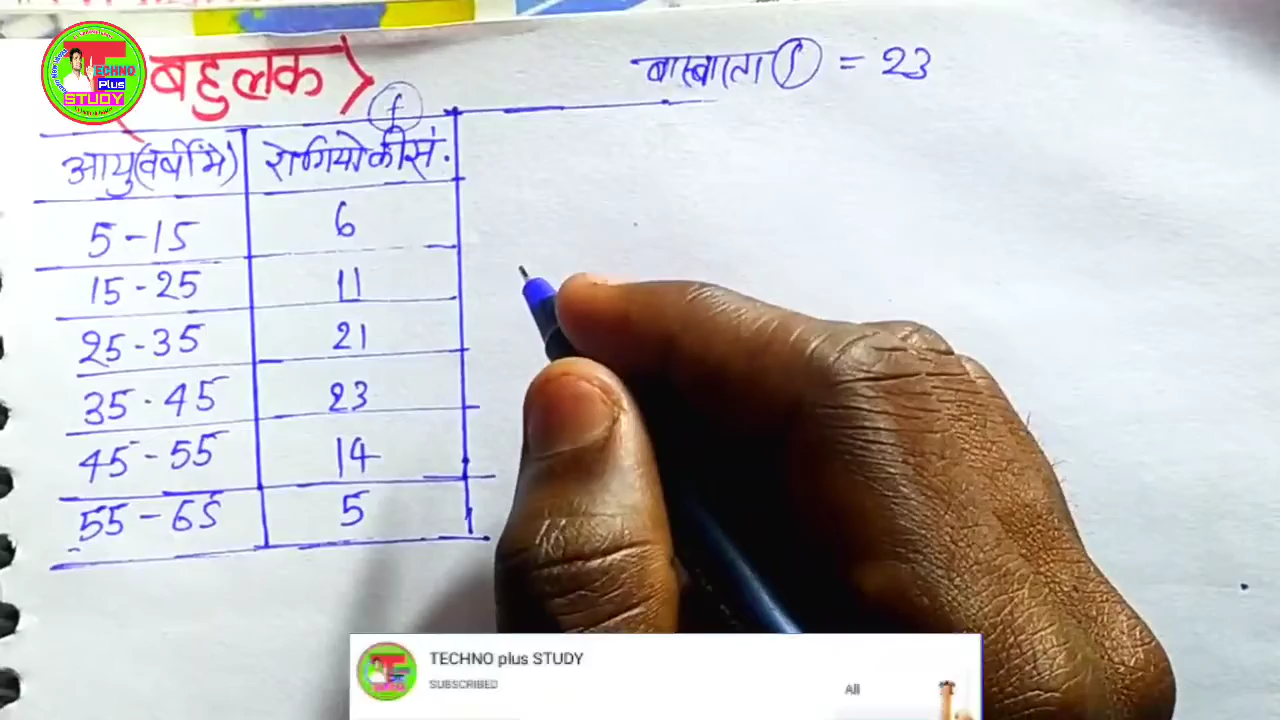 TECHNO
Plus
STUDY
बहुलक
बारबारता (f) = 23
f
आयु(वर्षो मे) रोगियो की सं.
5-15 6
15-25 11
25-35 21
35-45 23
45-55 14
55-65 5
TECHNO plus STUDY
SUBSCRIBED
All